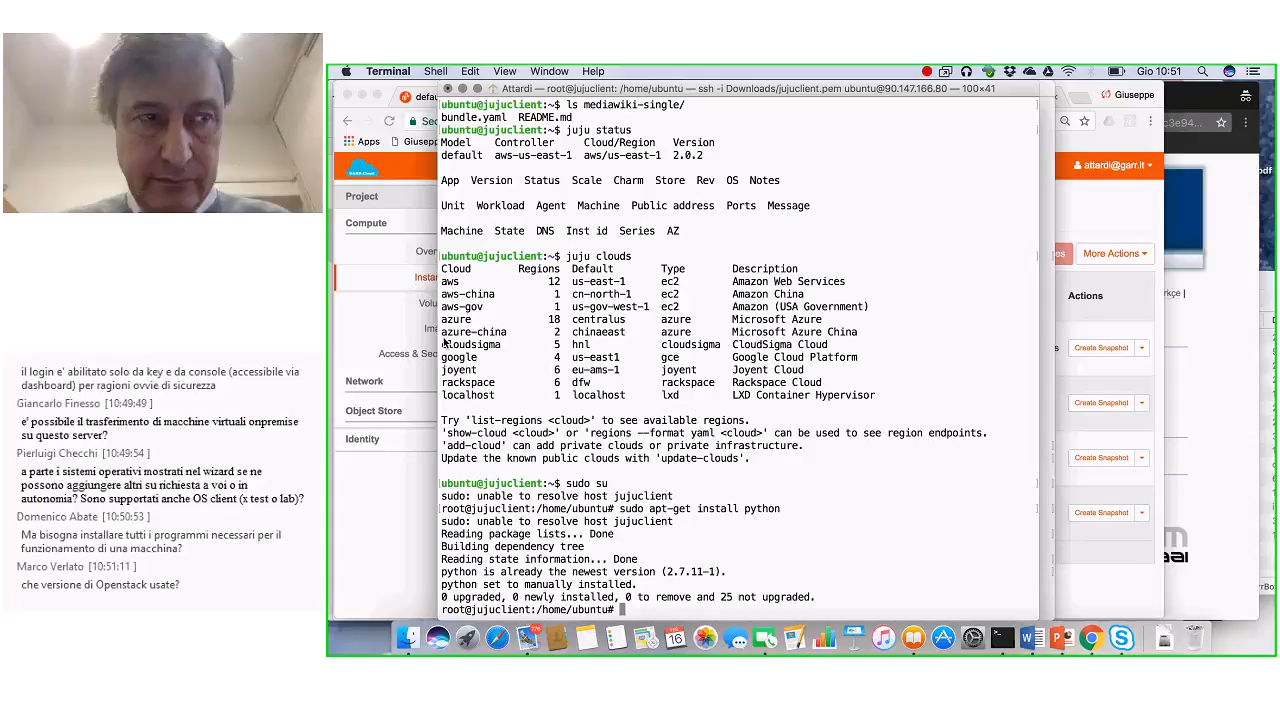 Terminal Shell Edit View Window Help
Gio 10:51
Attardi — root@jujuclient: /home/ubuntu — ssh -i Downloads/jujuclient.pem ubuntu@90.147.166.80 — 100×41
ubuntu@jujuclient:~$ ls mediawiki-single/
bundle.yaml README.md
ubuntu@jujuclient:~$ juju status
Model Controller Cloud/Region Version
default aws-us-east-1 aws/us-east-1 2.0.2
App Version Status Scale Charm Store Rev OS Notes
Unit Workload Agent Machine Public address Ports Message
Machine State DNS Inst id Series AZ
ubuntu@jujuclient:~$ juju clouds
Cloud Regions Default Type Description
aws 12 us-east-1 ec2 Amazon Web Services
aws-china 1 cn-north-1 ec2 Amazon China
aws-gov 1 us-gov-west-1 ec2 Amazon (USA Government)
azure 18 centralus azure Microsoft Azure
azure-china 2 chinaeast azure Microsoft Azure China
cloudsigma 5 hnl cloudsigma CloudSigma Cloud
google 4 us-east1 gce Google Cloud Platform
joyent 6 eu-ams-1 joyent Joyent Cloud
rackspace 6 dfw rackspace Rackspace Cloud
localhost 1 localhost lxd LXD Container Hypervisor
Try 'list-regions <cloud>' to see available regions.
'show-cloud <cloud>' or 'regions --format yaml <cloud>' can be used to see region endpoints.
'add-cloud' can add private clouds or private infrastructure.
Update the known public clouds with 'update-clouds'.
ubuntu@jujuclient:~$ sudo su
sudo: unable to resolve host jujuclient
root@jujuclient:/home/ubuntu# sudo apt-get install python
sudo: unable to resolve host jujuclient
Reading package lists... Done
Building dependency tree
Reading state information... Done
python is already the newest version (2.7.11-1).
python set to manually installed.
0 upgraded, 0 newly installed, 0 to remove and 25 not upgraded.
root@jujuclient:/home/ubuntu#
Apps
GARR-Cloud
Project
Compute
Network
Object Store
Identity
Giuseppe
attardi@garr.it
More Actions
Actions
Create Snapshot
Create Snapshot
Create Snapshot
Create Snapshot
il login e' abilitato solo da key e da console (accessibile via
dashboard) per ragioni ovvie di sicurezza
Giancarlo Finesso [10:49:49 ]
e' possibile il trasferimento di macchine virtuali onpremise
su questo server?
Pierluigi Checchi [10:49:54 ]
a parte i sistemi operativi mostrati nel wizard se ne
possono aggiungere altri su richiesta a voi o in
autonomia? Sono supportati anche OS client (x test o lab)?
Domenico Abate [10:50:53 ]
Ma bisogna installare tutti i programmi necessari per il
funzionamento di una macchina?
Marco Verlato [10:51:11 ]
che versione di Openstack usate?